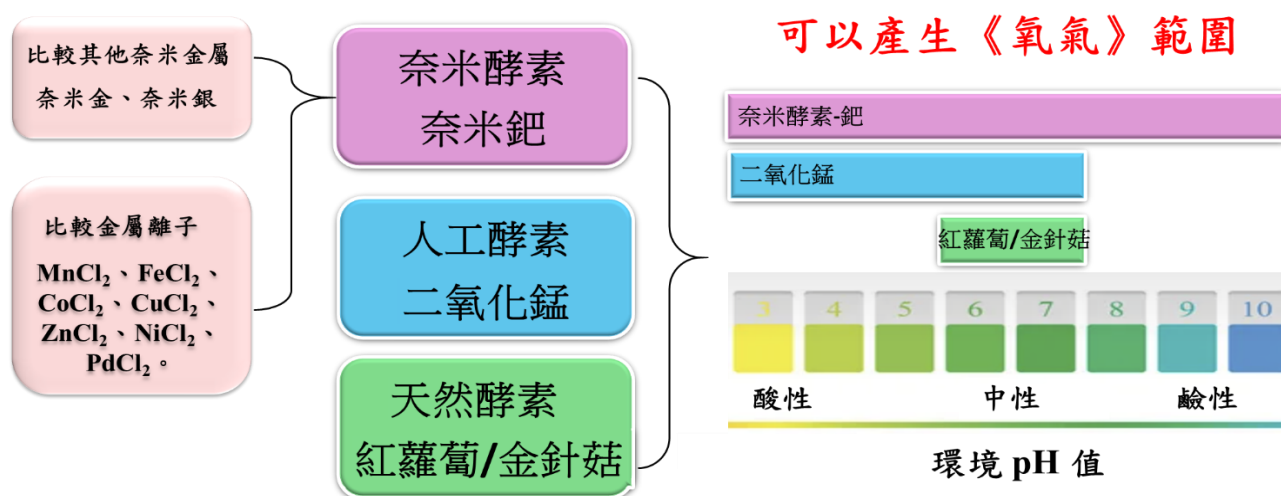 比較其他奈米金屬
奈米金、奈米銀
比較金屬離子
MnCl₂、FeCl₂、
CoCl₂、CuCl₂、
ZnCl₂、NiCl₂、
PdCl₂。
奈米酵素
奈米鈀
人工酵素
二氧化錳
天然酵素
紅蘿蔔/金針菇
可以產生《氧氣》範圍
奈米酵素-鈀
二氧化錳
紅蘿蔔/金針菇
3 4 5 6 7 8 9 10
酸性 中性 鹼性
環境 pH 值